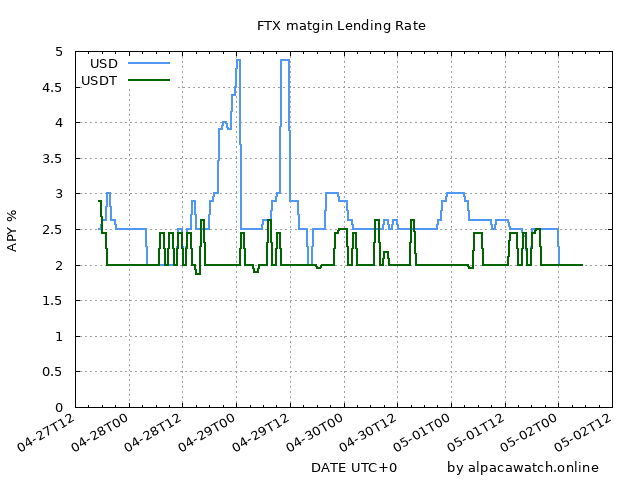 FTX matgin Lending Rate
USD
USDT
5
4.5
4
3.5
3
2.5
2
1.5
1
0.5
0
APY %
04-27T12
04-28T00
04-28T12
04-29T00
04-29T12
04-30T00
04-30T12
05-01T00
05-01T12
05-02T00
05-02T12
DATE UTC+0
by alpacawatch.online